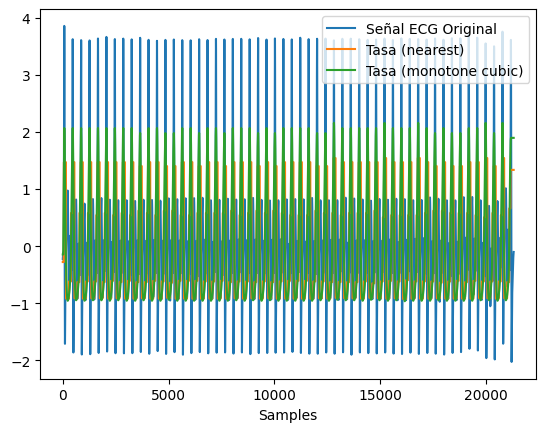 4
3
2
1
0
−1
−2
Señal ECG Original
Tasa (nearest)
Tasa (monotone cubic)
0 5000 10000 15000 20000
Samples